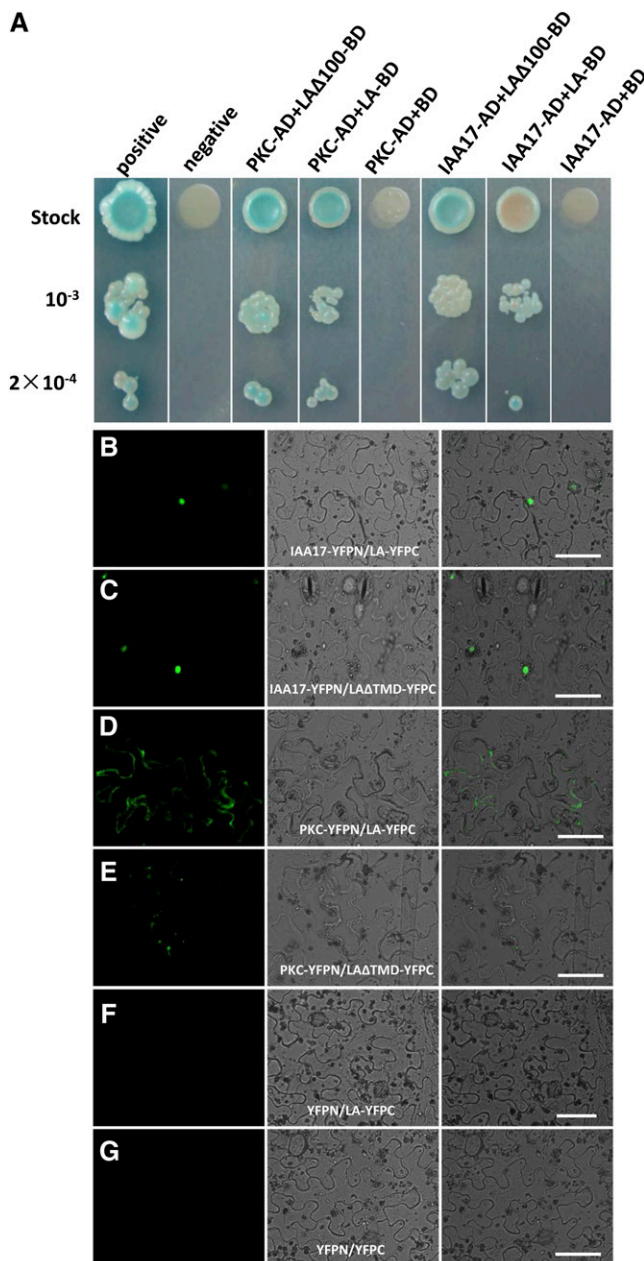 A
positive
negative
PKC-AD+LAΔ100-BD
PKC-AD+LA-BD
PKC-AD+BD
IAA17-AD+LAΔ100-BD
IAA17-AD+LA-BD
IAA17-AD+BD
Stock
10-3
2×10-4
B
IAA17-YFPN/LA-YFPC
C
IAA17-YFPN/LAΔTMD-YFPC
D
PKC-YFPN/LA-YFPC
E
PKC-YFPN/LAΔTMD-YFPC
F
YFPN/LA-YFPC
G
YFPN/YFPC